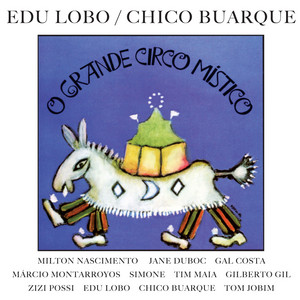 EDU LOBO / CHICO BUARQUE
O GRANDE CIRCO MÍSTICO
MILTON NASCIMENTO JANE DUBOC GAL COSTA
MÁRCIO MONTARROYOS SIMONE TIM MAIA GILBERTO GIL
ZIZI POSSI EDU LOBO CHICO BUARQUE TOM JOBIM